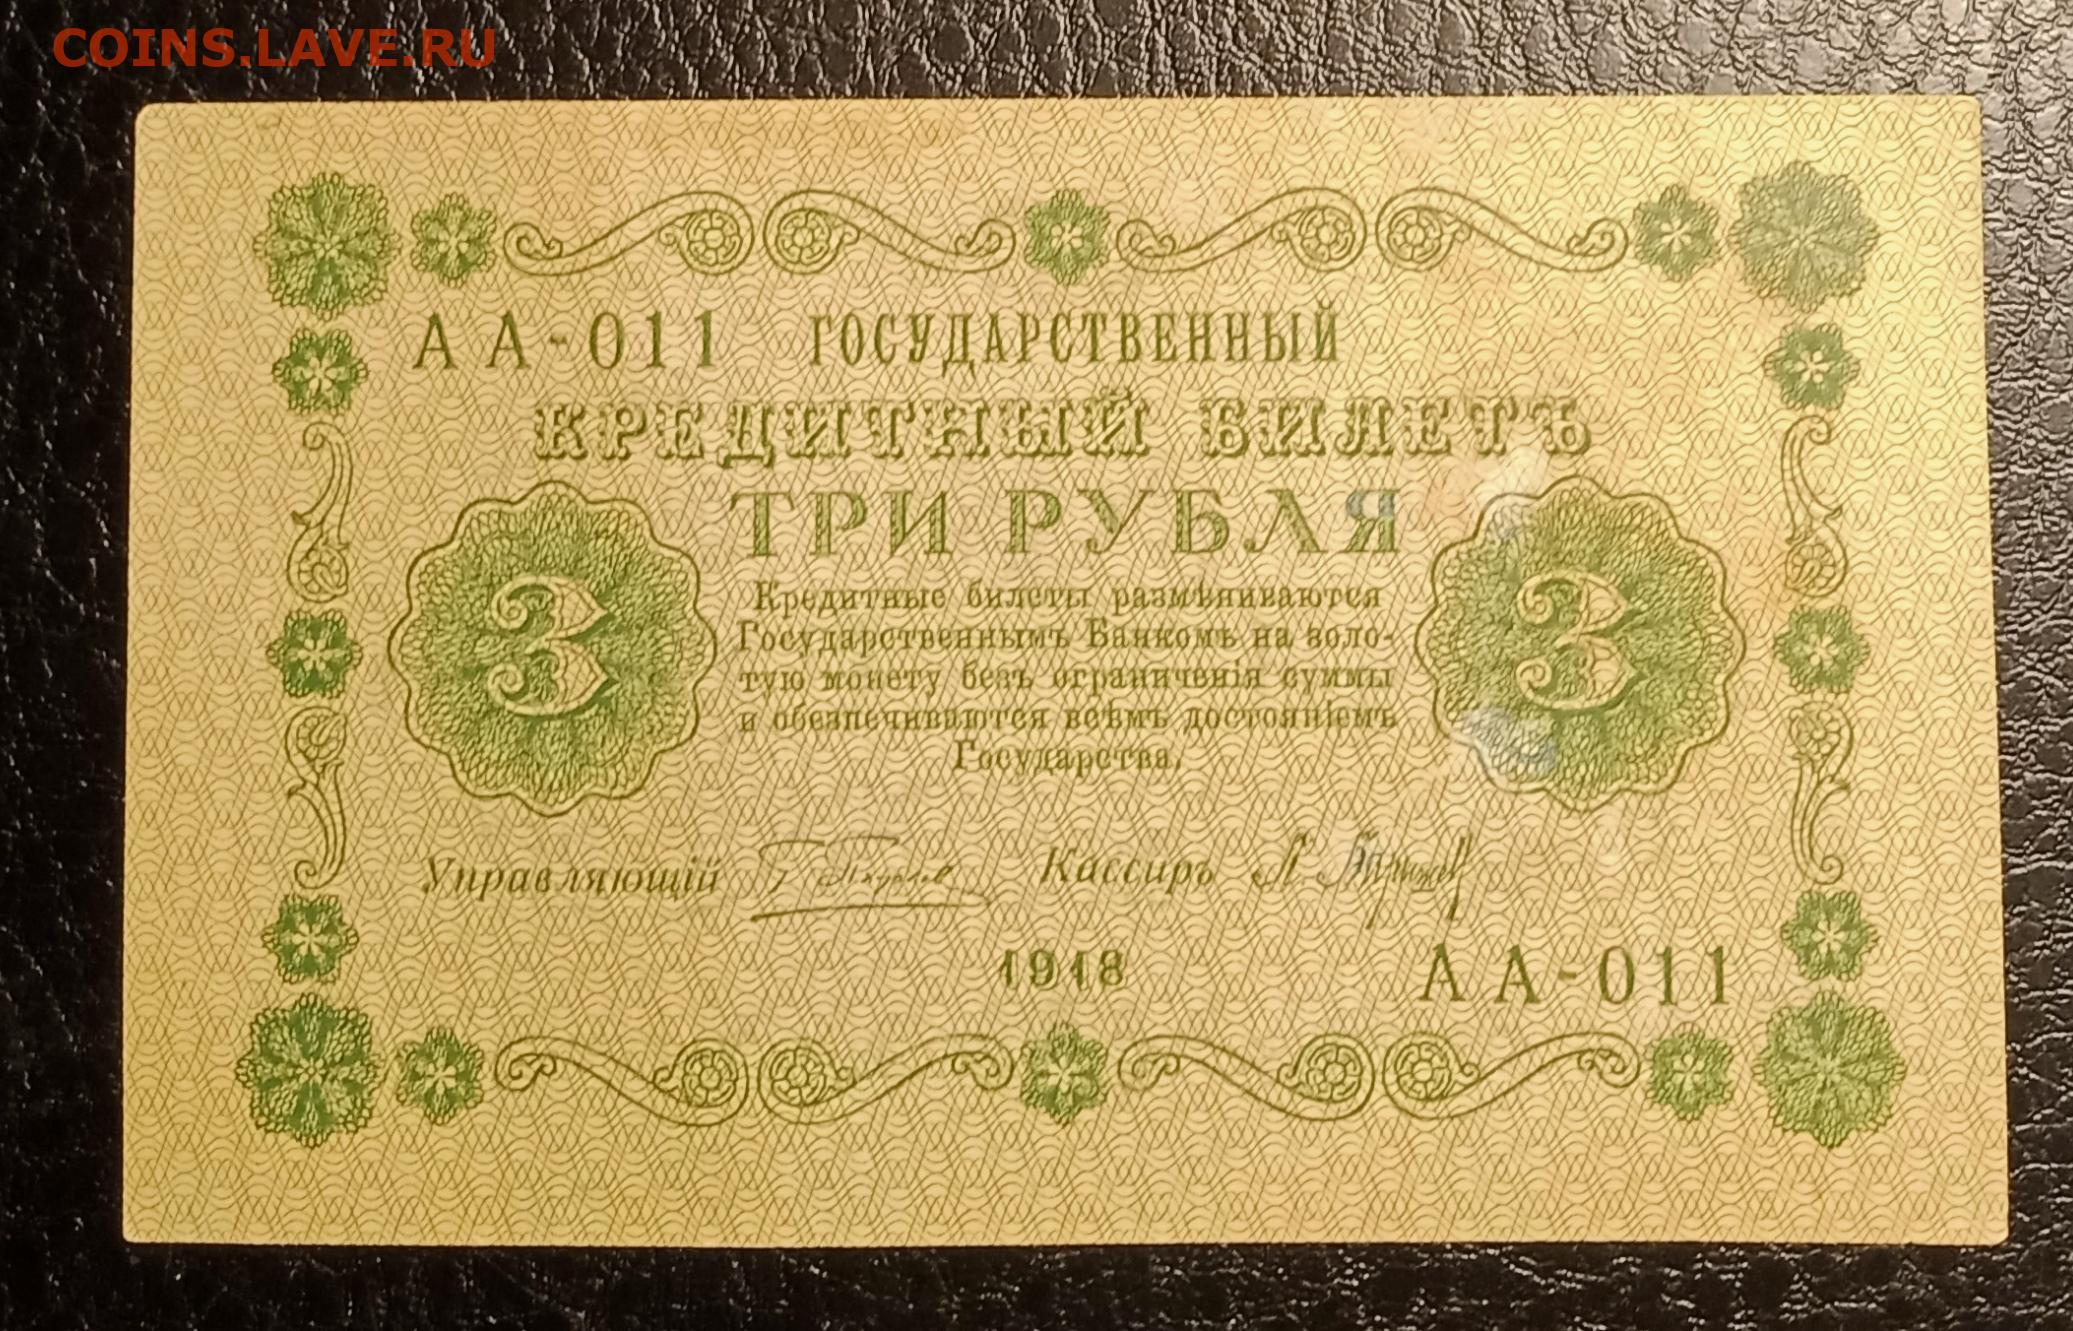 COINS.LAVE.RU
АА-011 ГОСУДАРСТВЕННЫЙ
КРЕДИТНЫЙ БИЛЕТЪ
ТРИ РУБЛЯ
3 3
Кредитные билеты размѣниваются
Государственнымъ Банкомъ на золо-
тую монету безъ ограниченія суммы
и обезпечиваются всѣмъ достояніемъ
Государства.
Управляющій Кассиръ
1918
АА-011